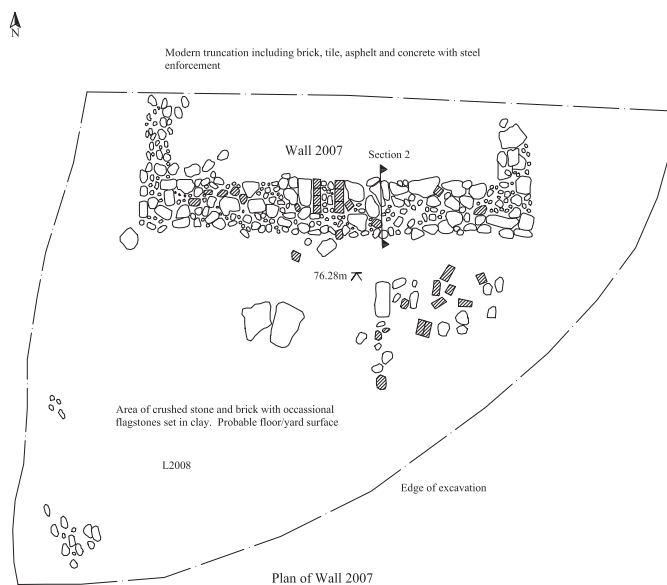 N
Modern truncation including brick, tile, asphelt and concrete with steel
enforcement
Wall 2007
Section 2
76.28m
Area of crushed stone and brick with occassional
flagstones set in clay. Probable floor/yard surface
L2008
Edge of excavation
Plan of Wall 2007